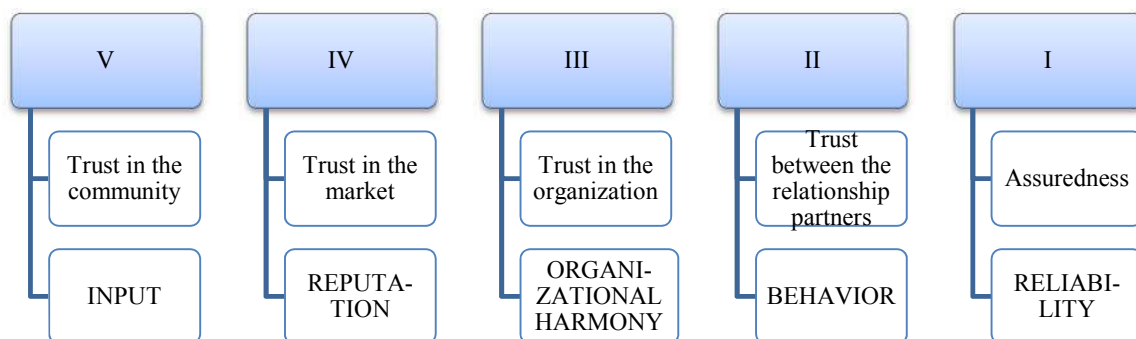 V
Trust in the
community
INPUT
IV
Trust in the
market
REPUTA-
TION
III
Trust in the
organization
ORGANI-
ZATIONAL
HARMONY
II
Trust
between the
relationship
partners
BEHAVIOR
I
Assuredness
RELIABI-
LITY